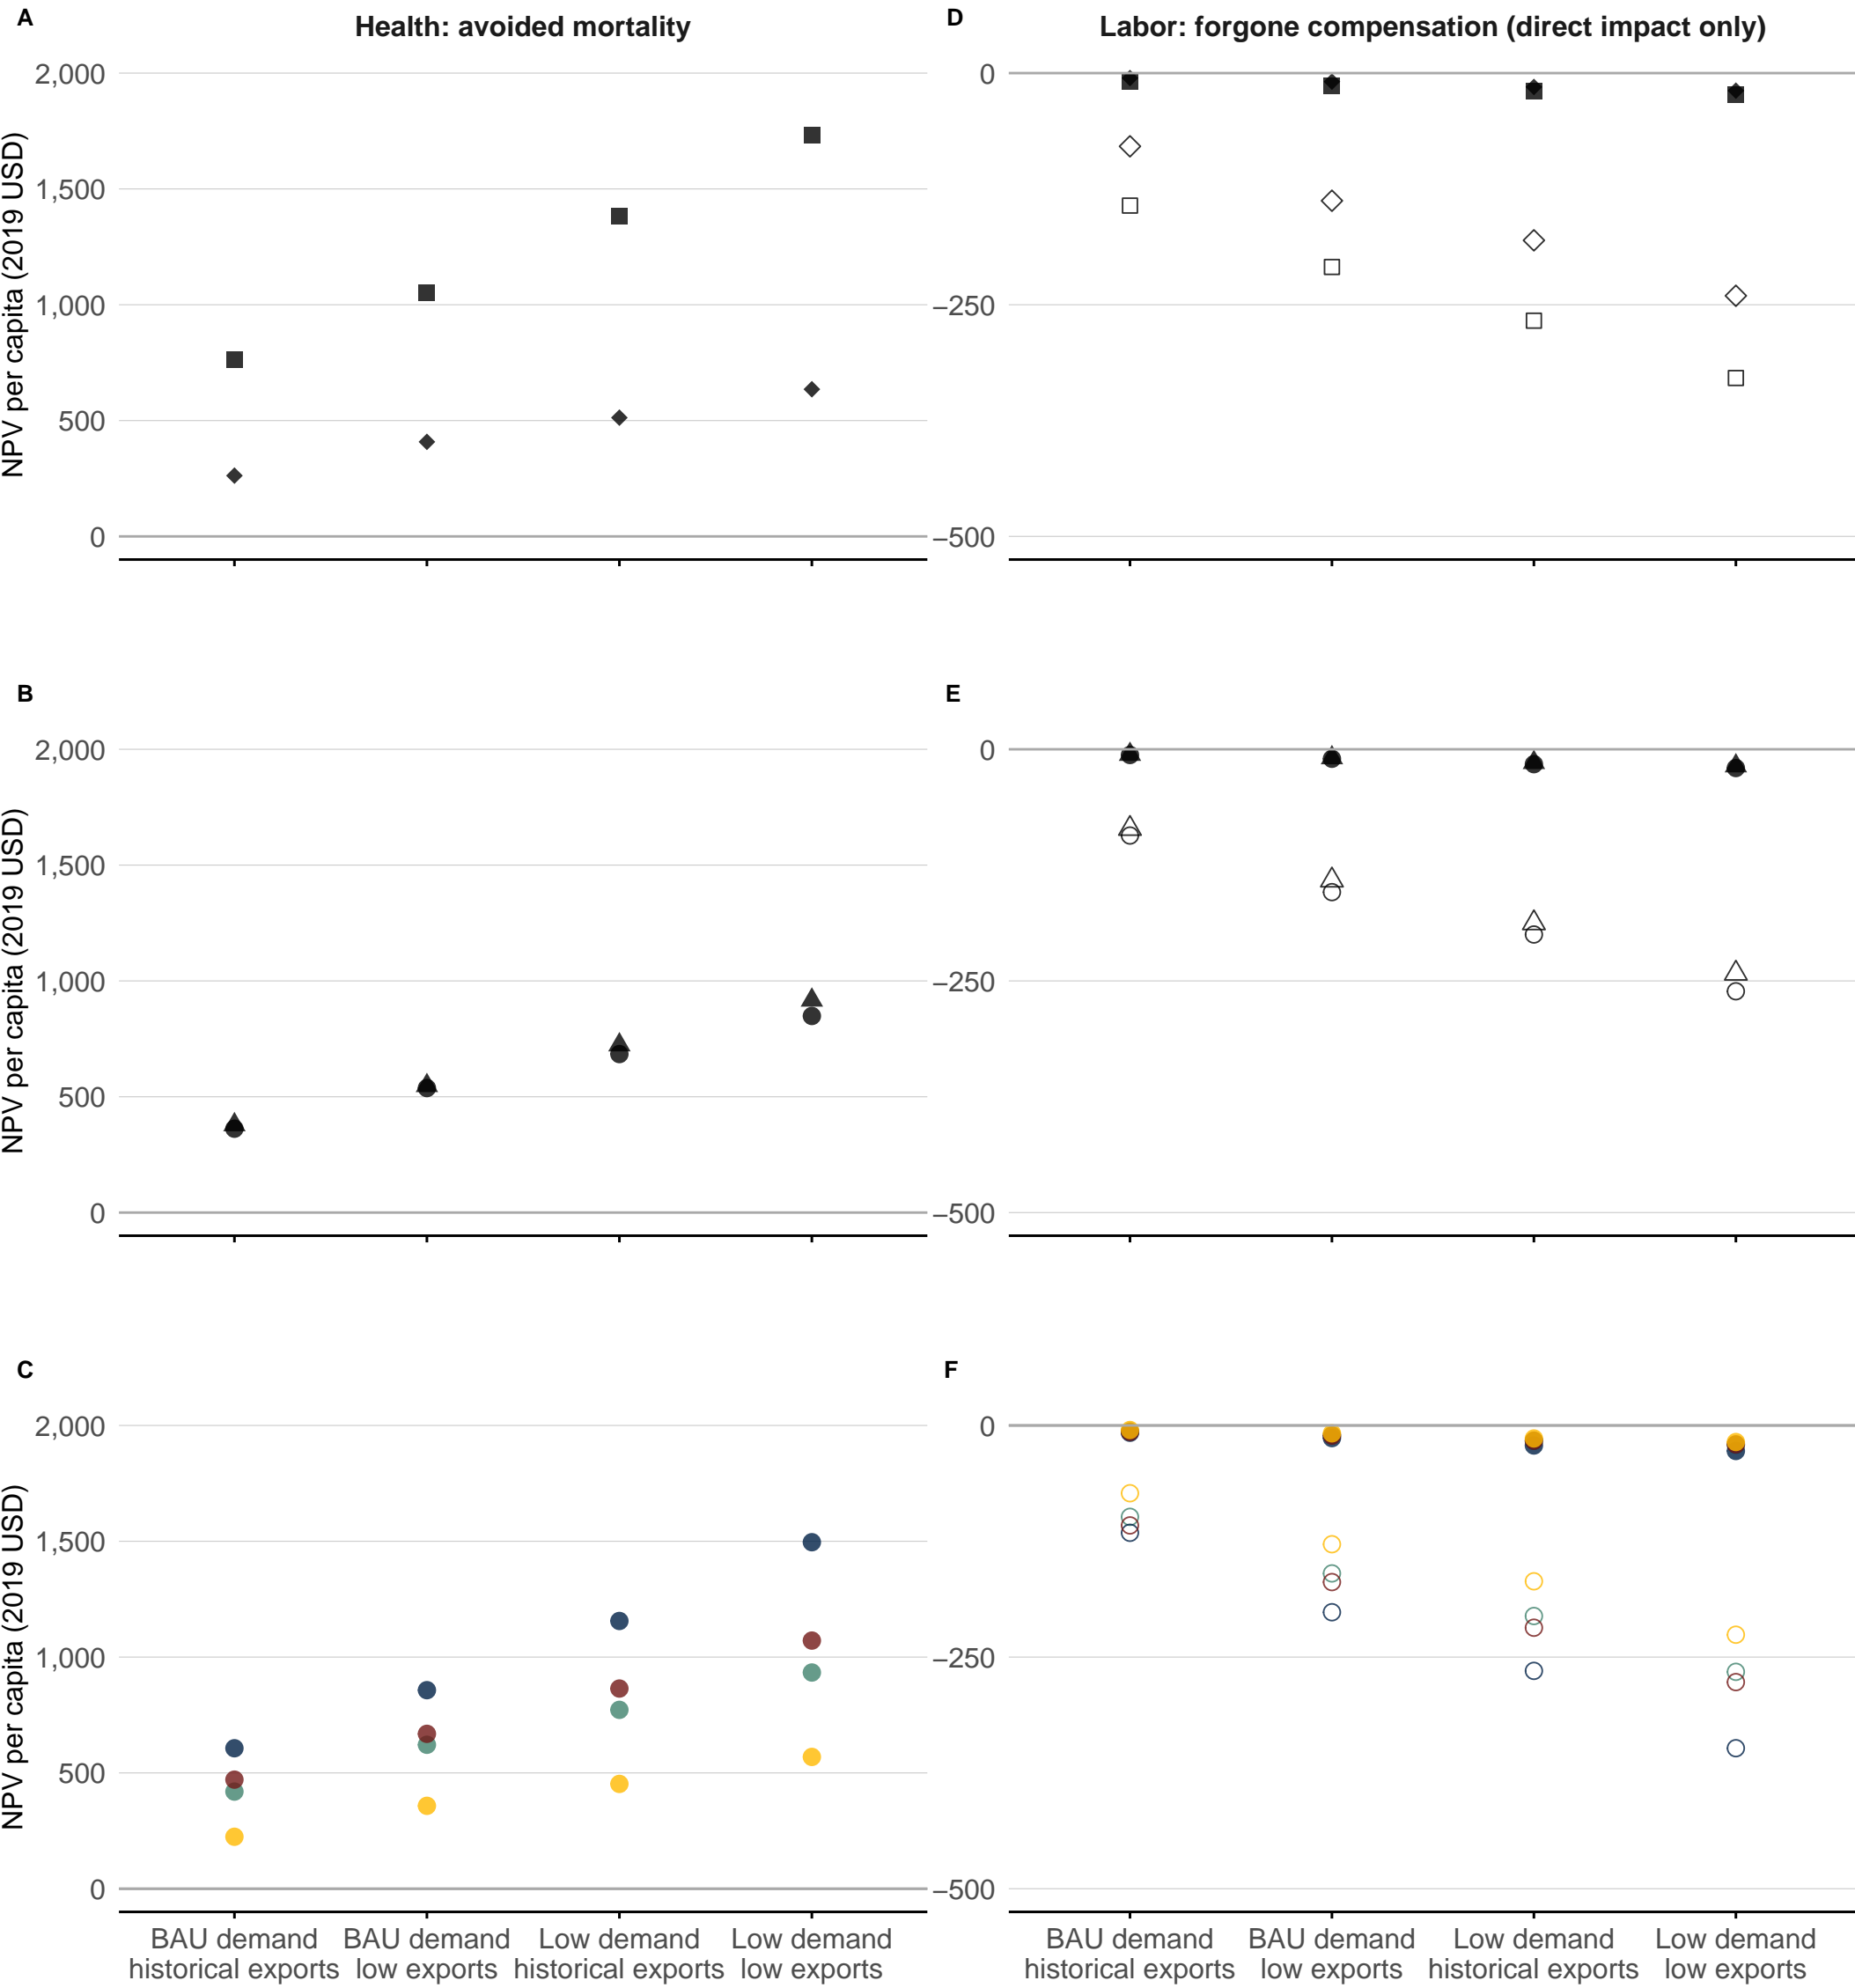 A
Health: avoided mortality
NPV per capita (2019 USD)
2,000
1,500
1,000
500
0
D
Labor: forgone compensation (direct impact only)
0
−250
−500
B
NPV per capita (2019 USD)
2,000
1,500
1,000
500
0
E
0
−250
−500
C
NPV per capita (2019 USD)
2,000
1,500
1,000
500
0
BAU demand
historical exports
BAU demand
low exports
Low demand
historical exports
Low demand
low exports
F
0
−250
−500
BAU demand
historical exports
BAU demand
low exports
Low demand
historical exports
Low demand
low exports